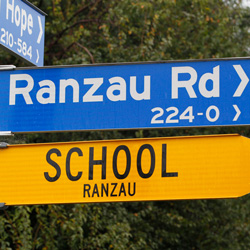 Hope >
210-584 >
Ranzau Rd >
224-0 >
SCHOOL
RANZAU